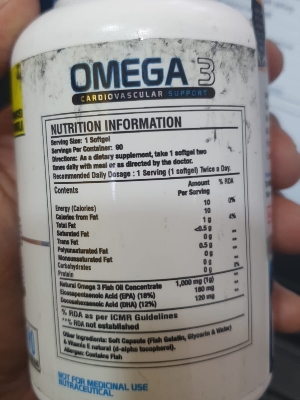 OMEGA 3
CARDIOVASCULAR SUPPORT
NUTRITION INFORMATION
Serving Size: 1 Softgel
Servings Per Container: 90
Directions: As a dietary supplement, take 1 softgel two
times daily with meal or as directed by the doctor.
Recommended Daily Dosage : 1 Serving (1 softgel) Twice a Day.
Contents Amount Per Serving % RDA
Energy (Calories) 10 0%
Calories from Fat 10
Total Fat 1 g 4%
Saturated Fat <0.5 g
Trans Fat 0 g
Polyunsaturated Fat 0.5 g
Monounsaturated Fat 0 g
Carbohydrates 0 g
Protein 0 g
Natural Omega 3 Fish Oil Concentrate 1,000 mg (1g)
Eicosapentaenoic Acid (EPA) (18%) 180 mg
Docosahexaenoic Acid (DHA) (12%) 120 mg
% RDA as per ICMR Guidelines
**% RDA not established
Other Ingredients: Soft Capsule (Fish Gelatin, Glycerin & Water)
& Vitamin E natural (d-alpha tocopherol).
Allergen: Contains Fish
NOT FOR MEDICINAL USE
NUTRACEUTICAL